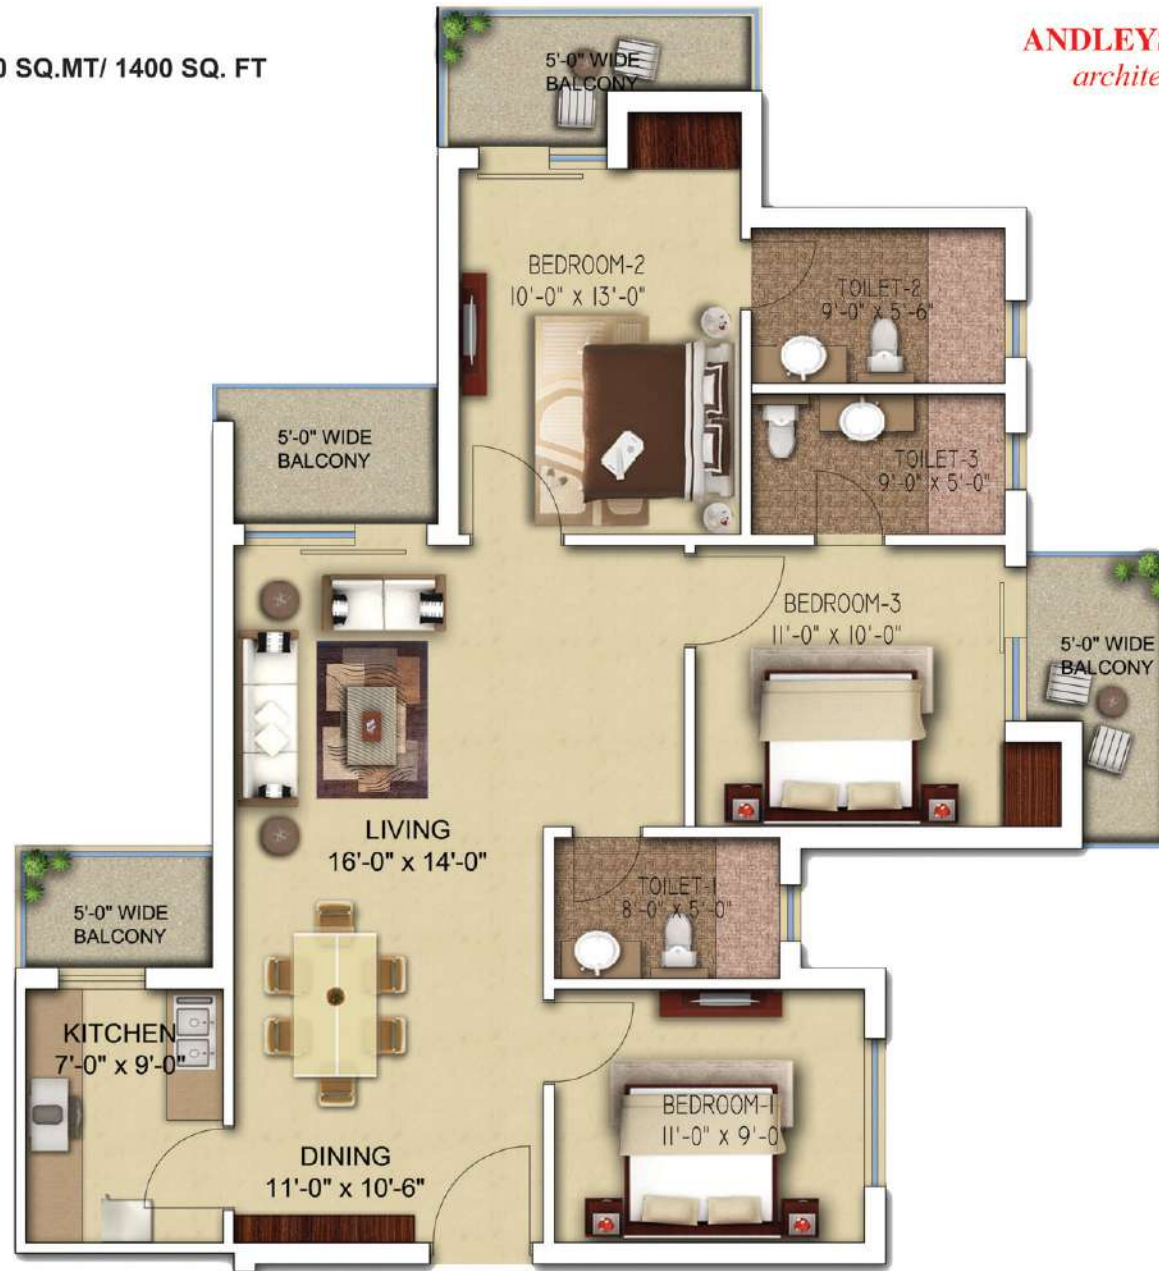 0 SQ.MT/ 1400 SQ. FT
ANDLEYS
archite
5'-0" WIDE
BALCONY
BEDROOM-2
10'-0" X 13'-0"
TOILET-2
9'-0" X 5'-6"
5'-0" WIDE
BALCONY
TOILET-3
9'-0" X 5'-0"
BEDROOM-3
11'-0" X 10'-0"
5'-0" WIDE
BALCONY
LIVING
16'-0" x 14'-0"
TOILET-1
8'-0" X 5'-0"
5'-0" WIDE
BALCONY
KITCHEN
7'-0" x 9'-0"
BEDROOM-1
11'-0" X 9'-0
DINING
11'-0" x 10'-6"